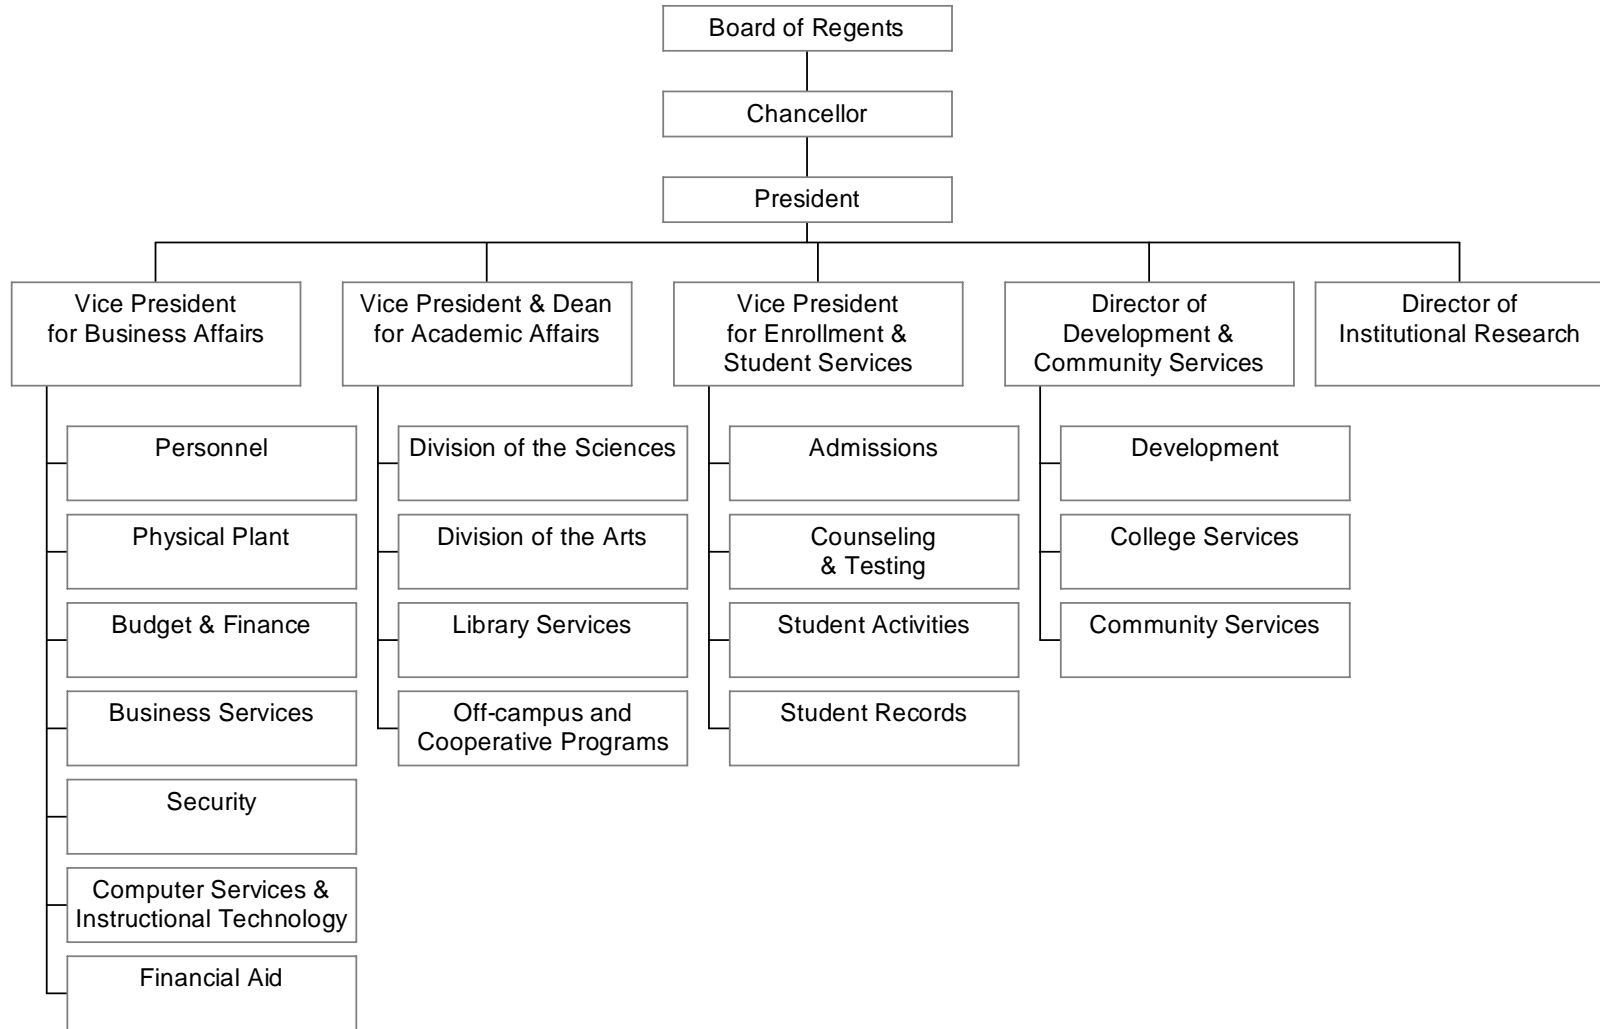 Board of Regents
Chancellor
President
Vice President
for Business Affairs
Vice President & Dean
for Academic Affairs
Vice President
for Enrollment &
Student Services
Director of
Development &
Community Services
Director of
Institutional Research
Personnel
Physical Plant
Budget & Finance
Business Services
Security
Computer Services &
Instructional Technology
Financial Aid
Division of the Sciences
Division of the Arts
Library Services
Off-campus and
Cooperative Programs
Admissions
Counseling
& Testing
Student Activities
Student Records
Development
College Services
Community Services